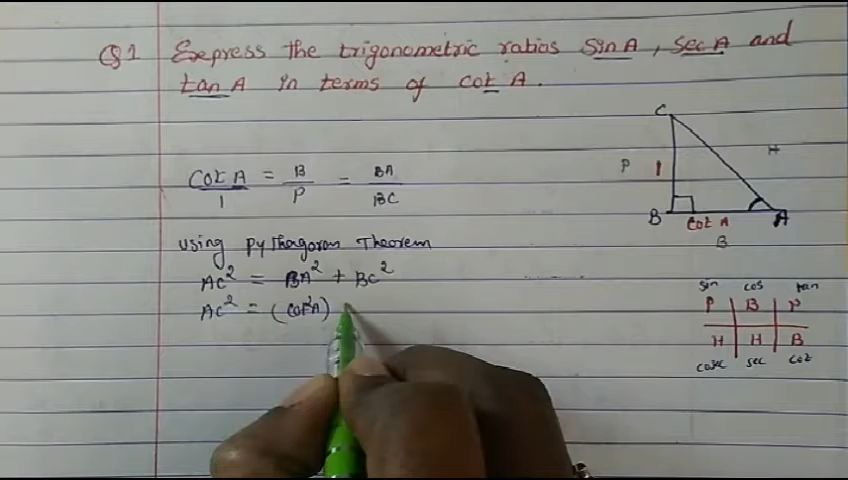 Q1 Express the trigonometric ratios sin A, sec A and
tan A in terms of cot A.
C
P 1 H
B cot A A
B
Cot A / 1 = B / P = BA / BC
using Pythagoras Theorem
AC² = BA² + BC²
AC² = (cot²A)
sin cos tan
P B P
H H B
cosec sec cot